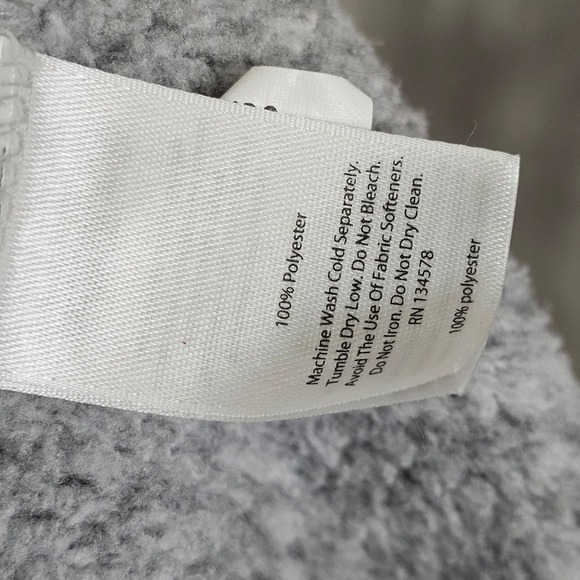 100% Polyester
Machine Wash Cold Separately.
Tumble Dry Low. Do Not Bleach.
Avoid The Use Of Fabric Softeners.
Do Not Iron. Do Not Dry Clean.
RN 134578
100% polyester